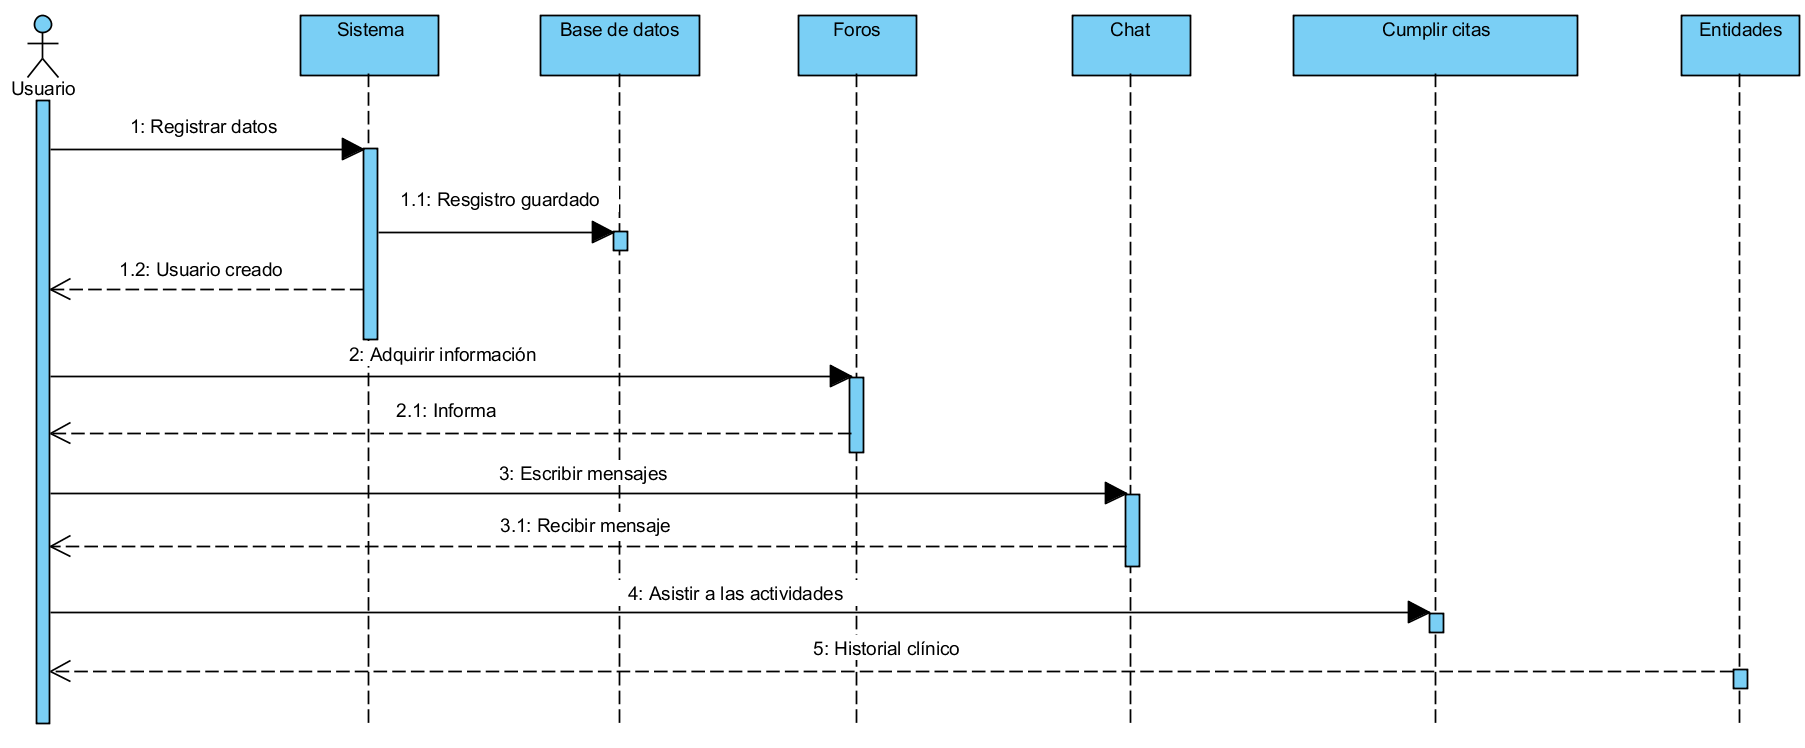 Usuario
Sistema
Base de datos
Foros
Chat
Cumplir citas
Entidades
1: Registrar datos
1.1: Resgistro guardado
1.2: Usuario creado
2: Adquirir información
2.1: Informa
3: Escribir mensajes
3.1: Recibir mensaje
4: Asistir a las actividades
5: Historial clínico